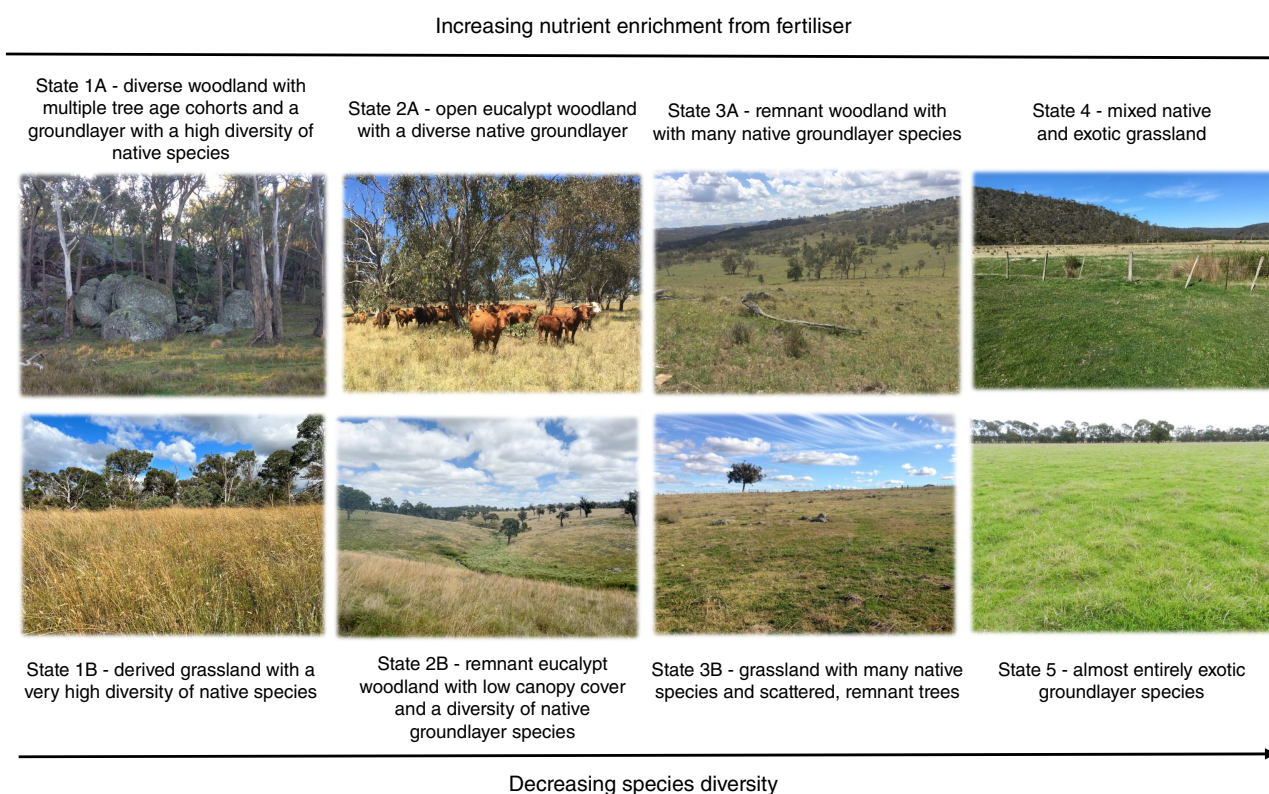 Increasing nutrient enrichment from fertiliser
State 1A - diverse woodland with
multiple tree age cohorts and a
groundlayer with a high diversity of
native species
State 2A - open eucalypt woodland
with a diverse native groundlayer
State 3A - remnant woodland with
with many native groundlayer species
State 4 - mixed native
and exotic grassland
State 1B - derived grassland with a
very high diversity of native species
State 2B - remnant eucalypt
woodland with low canopy cover
and a diversity of native
groundlayer species
State 3B - grassland with many native
species and scattered, remnant trees
State 5 - almost entirely exotic
groundlayer species
Decreasing species diversity